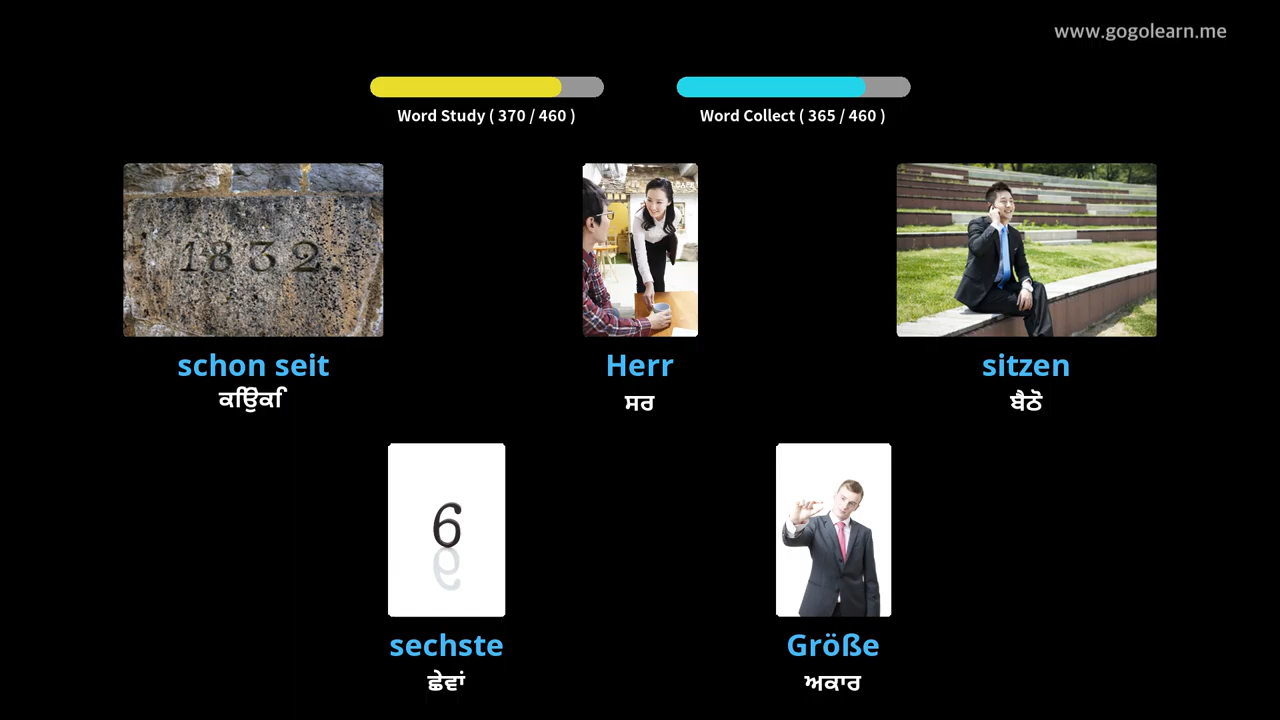 www.gogolearn.me
Word Study ( 370 / 460 )
Word Collect ( 365 / 460 )
1832.
schon seit
ਕਿਉਂਕਿ
Herr
ਸਰ
sitzen
ਬੈਠੋ
6
sechste
ਛੇਵਾਂ
Größe
ਅਕਾਰ